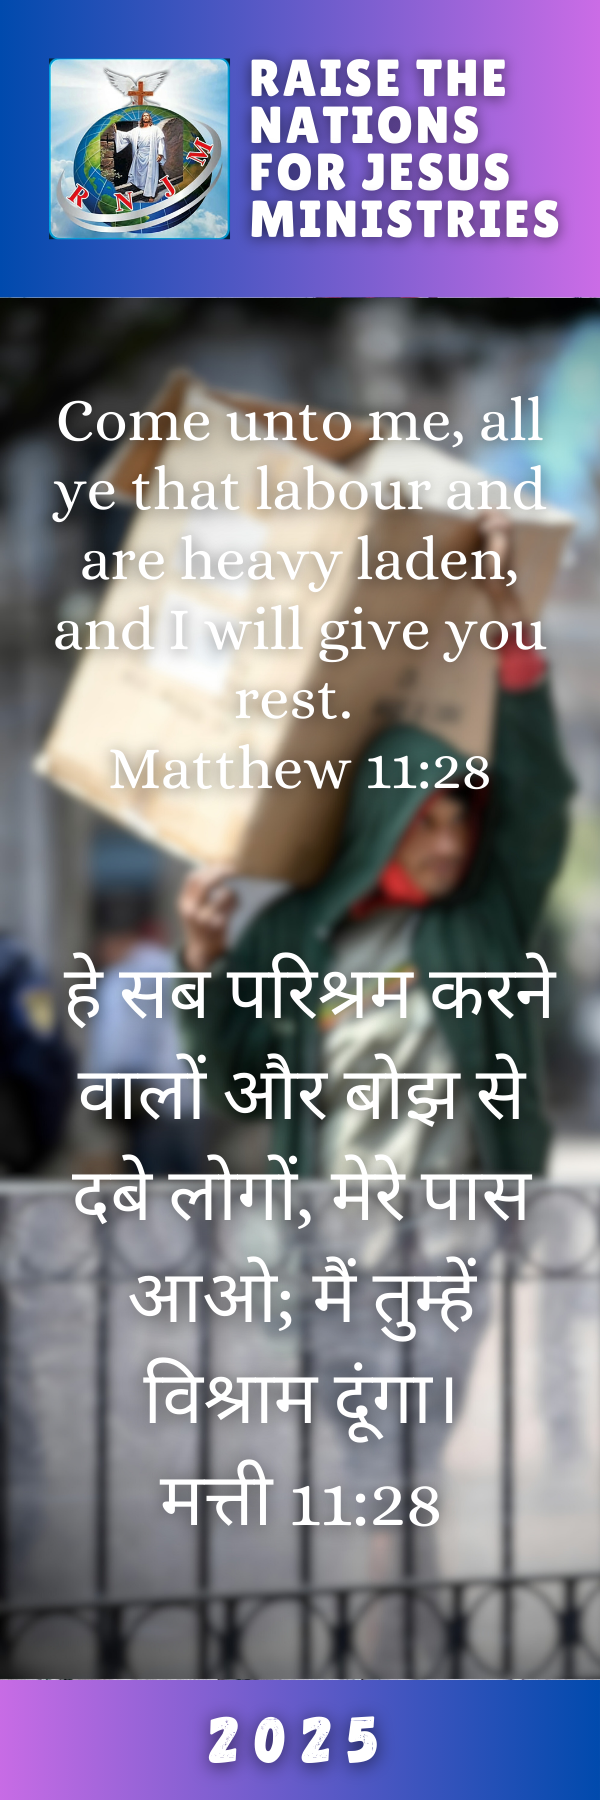 R N J M
RAISE THE
NATIONS
FOR JESUS
MINISTRIES
Come unto me, all
ye that labour and
are heavy laden,
and I will give you
rest.
Matthew 11:28
हे सब परिश्रम करने
वालों और बोझ से
दबे लोगों, मेरे पास
आओ; मैं तुम्हें
विश्राम दूंगा।
मत्ती 11:28
2025